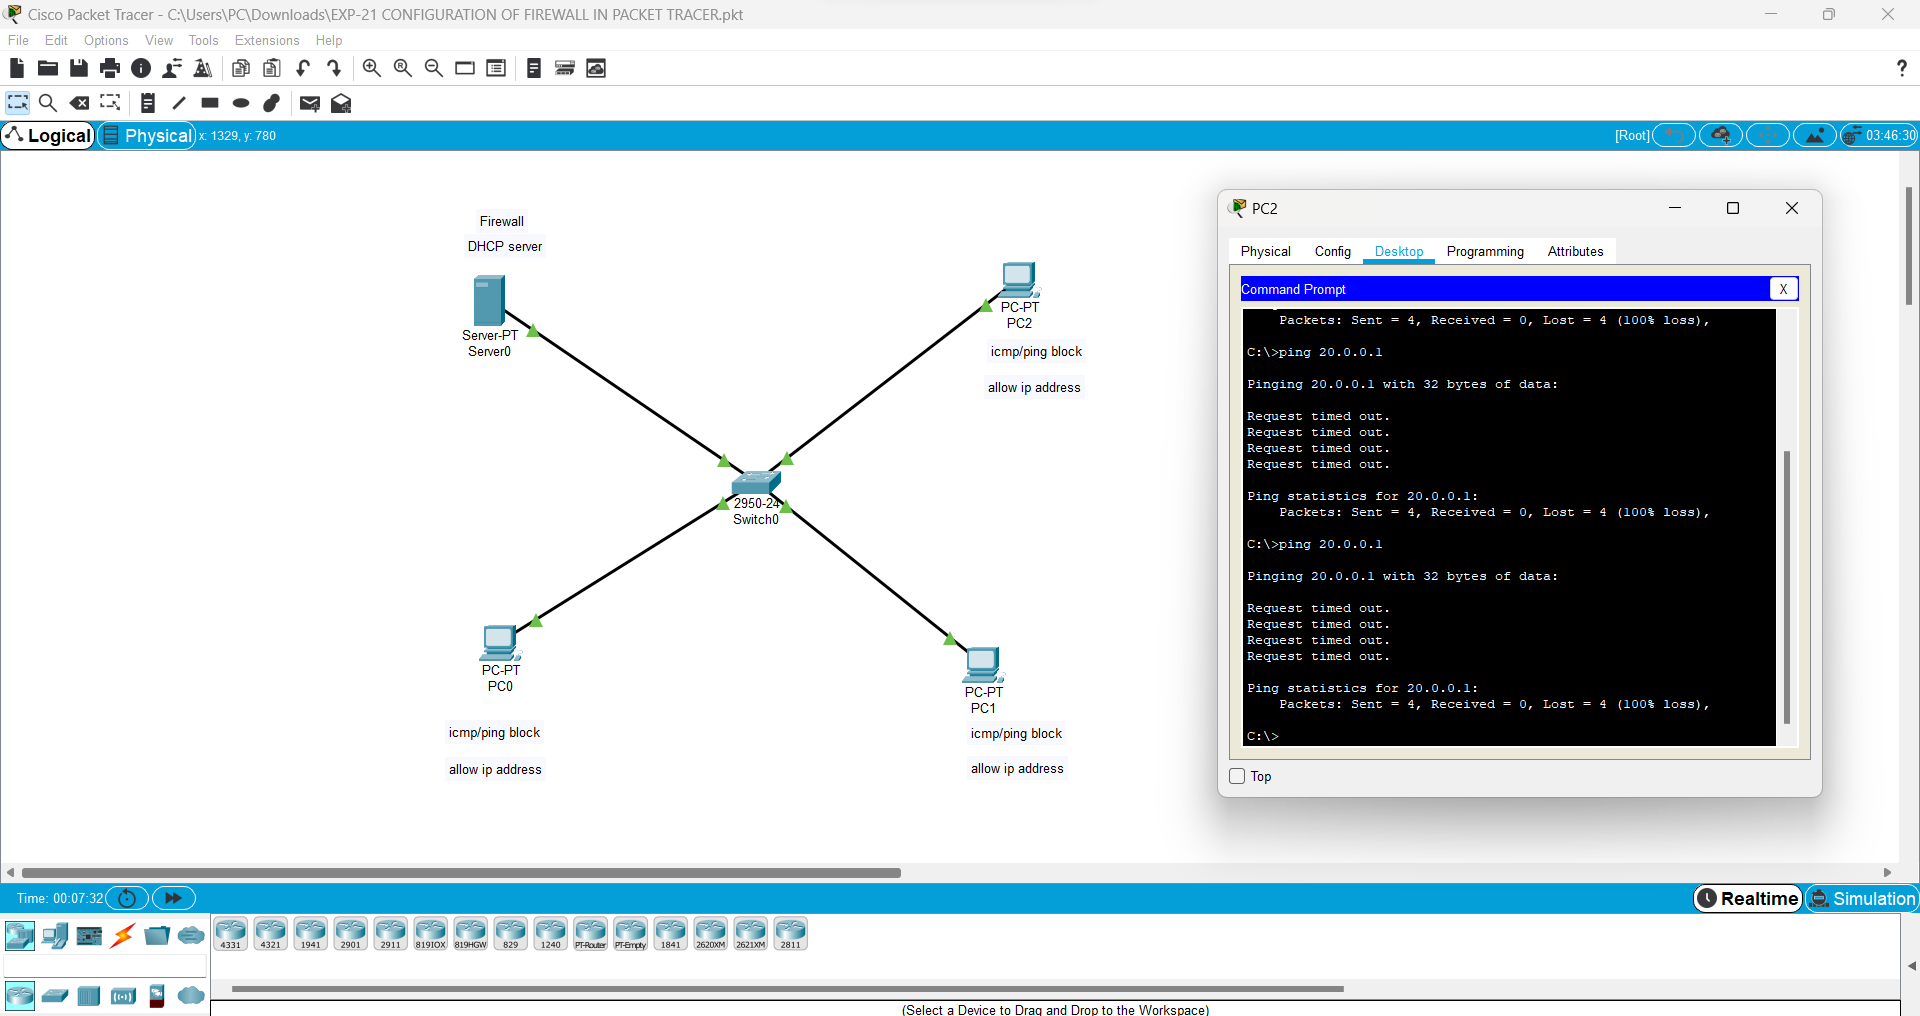 Cisco Packet Tracer - C:\Users\PC\Downloads\EXP-21 CONFIGURATION OF FIREWALL IN PACKET TRACER.pkt
File Edit Options View Tools Extensions Help
?
Logical Physical x: 1329, y: 780 [Root] 03:46:30
Firewall
DHCP server
Server-PT
Server0
PC-PT
PC2
icmp/ping block
allow ip address
2950-24
Switch0
PC-PT
PC0
icmp/ping block
allow ip address
PC-PT
PC1
icmp/ping block
allow ip address
PC2
Physical Config Desktop Programming Attributes
Command Prompt X
Packets: Sent = 4, Received = 0, Lost = 4 (100% loss),
C:\>ping 20.0.0.1
Pinging 20.0.0.1 with 32 bytes of data:
Request timed out.
Request timed out.
Request timed out.
Request timed out.
Ping statistics for 20.0.0.1:
Packets: Sent = 4, Received = 0, Lost = 4 (100% loss),
C:\>ping 20.0.0.1
Pinging 20.0.0.1 with 32 bytes of data:
Request timed out.
Request timed out.
Request timed out.
Request timed out.
Ping statistics for 20.0.0.1:
Packets: Sent = 4, Received = 0, Lost = 4 (100% loss),
C:\>
Top
Time: 00:07:32 Realtime Simulation
4331 4321 1941 2901 2911 819IOX 819HGW 829 1240 PT-Router PT-Empty 1841 2620XM 2621XM 2811
(Select a Device to Drag and Drop to the Workspace)